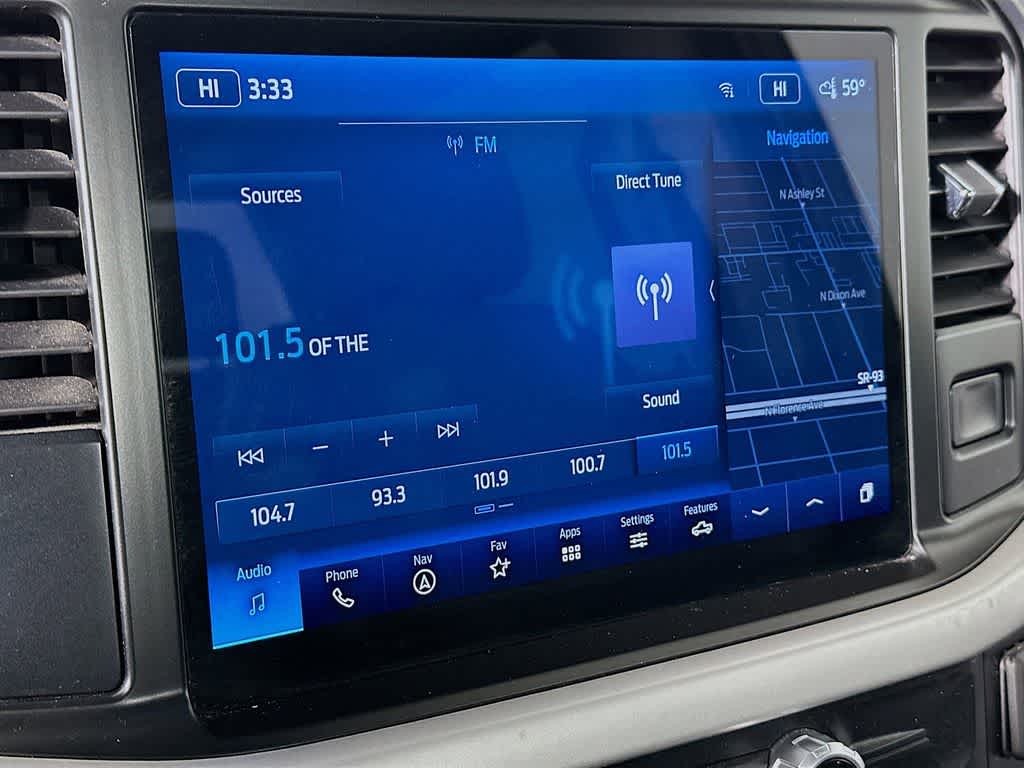 HI 3:33 HI 59°
FM
Navigation
Sources
Direct Tune
N Ashley St
N Dixon Ave
101.5 OF THE
SR-93
Sound
N Florence Ave
104.7 93.3 101.9 100.7 101.5
Audio Phone Nav Fav Apps Settings Features